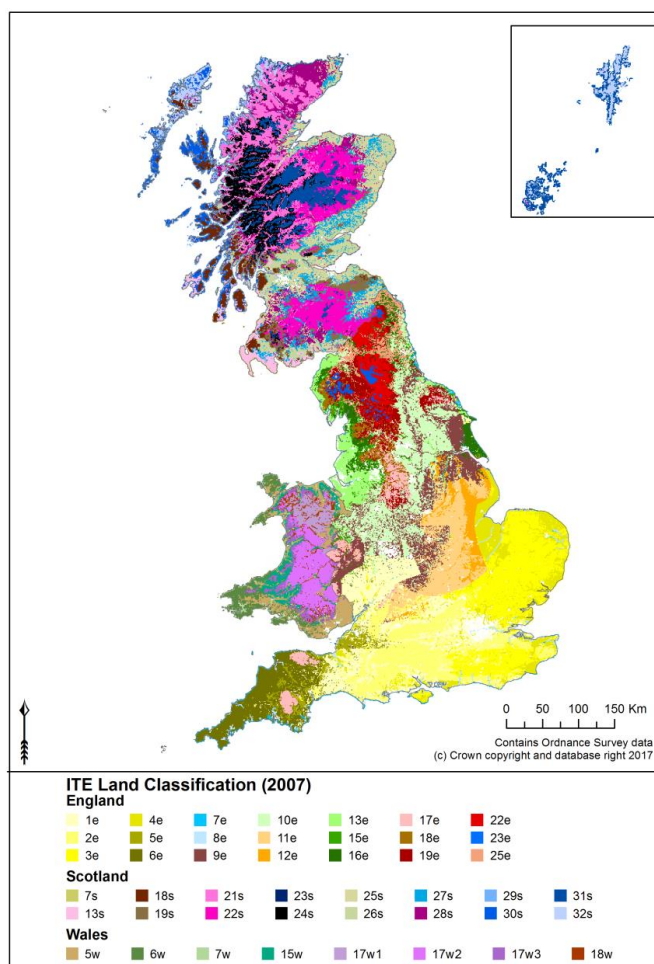 0 50 100 150 Km
Contains Ordnance Survey data
(c) Crown copyright and database right 2017
ITE Land Classification (2007)
England
1e 4e 7e 10e 13e 17e 22e
2e 5e 8e 11e 15e 18e 23e
3e 6e 9e 12e 16e 19e 25e
Scotland
7s 18s 21s 23s 25s 27s 29s 31s
13s 19s 22s 24s 26s 28s 30s 32s
Wales
5w 6w 7w 15w 17w1 17w2 17w3 18w